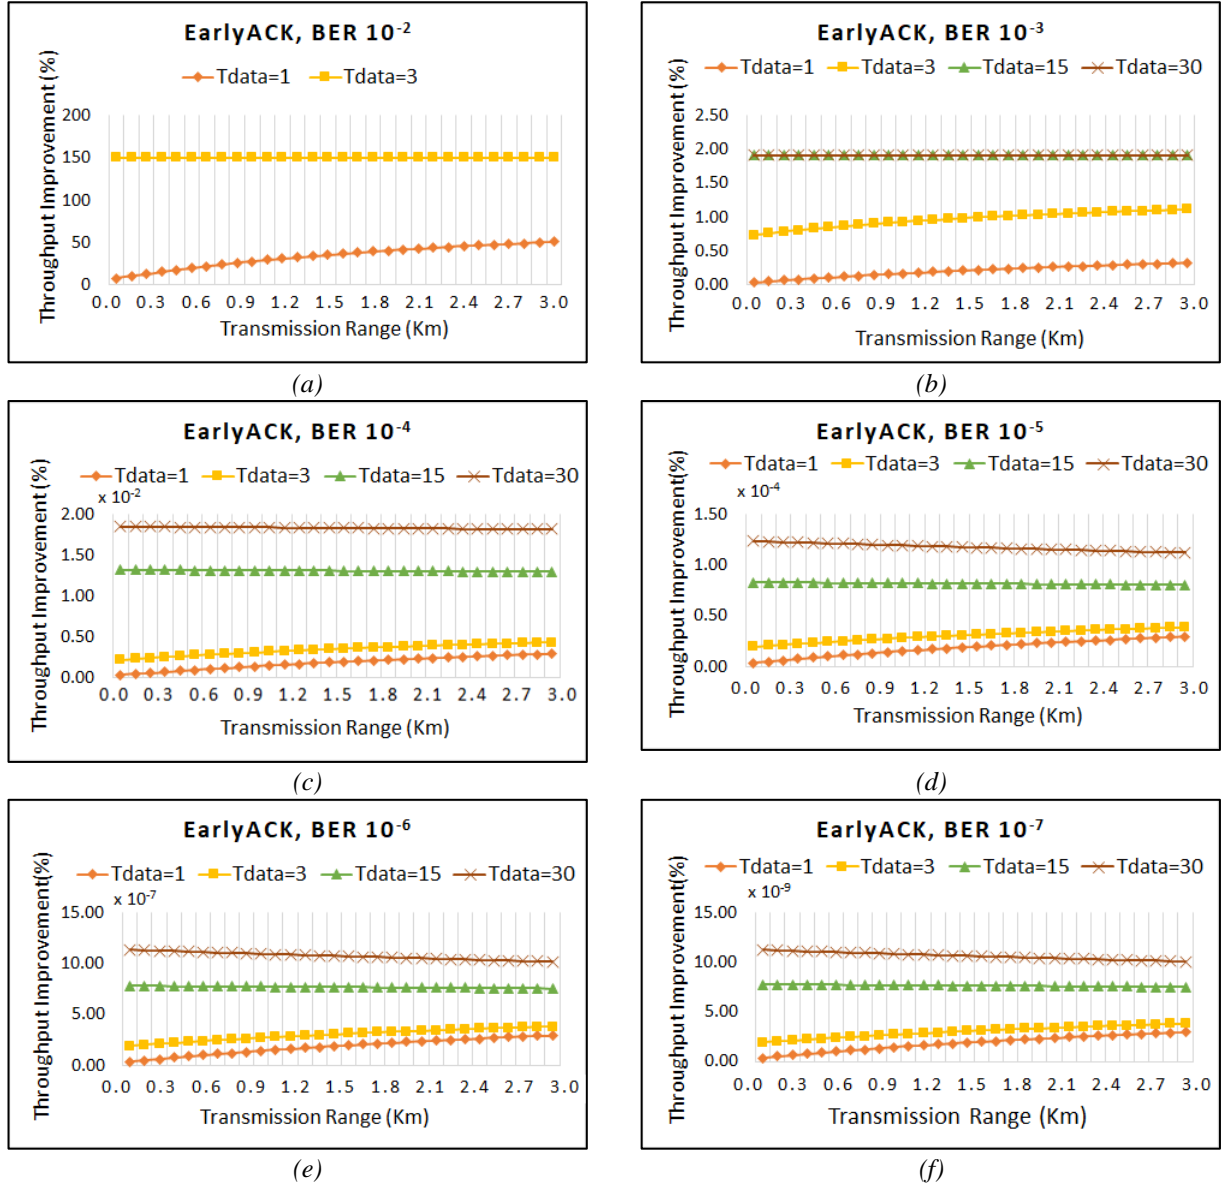 EarlyACK, BER 10-2
Tdata=1 Tdata=3
Throughput Improvement (%)
200
150
100
50
0
0.0 0.3 0.6 0.9 1.2 1.5 1.8 2.1 2.4 2.7 3.0
Transmission Range (Km)
(a)
EarlyACK, BER 10-3
Tdata=1 Tdata=3 Tdata=15 Tdata=30
Throughput Improvement (%)
2.50
2.00
1.50
1.00
0.50
0.00
0.0 0.3 0.6 0.9 1.2 1.5 1.8 2.1 2.4 2.7 3.0
Transmission Range (Km)
(b)
EarlyACK, BER 10-4
Tdata=1 Tdata=3 Tdata=15 Tdata=30
x 10-2
Throughput Improvement (%)
2.00
1.50
1.00
0.50
0.00
0.0 0.3 0.6 0.9 1.2 1.5 1.8 2.1 2.4 2.7 3.0
Transmission Range (Km)
(c)
EarlyACK, BER 10-5
Tdata=1 Tdata=3 Tdata=15 Tdata=30
x 10-4
Throughput Improvement (%)
1.50
1.00
0.50
0.00
0.0 0.3 0.6 0.9 1.2 1.5 1.8 2.1 2.4 2.7 3.0
Transmission Range (Km)
(d)
EarlyACK, BER 10-6
Tdata=1 Tdata=3 Tdata=15 Tdata=30
x 10-7
Throughput Improvement(%)
15.00
10.00
5.00
0.00
0.0 0.3 0.6 0.9 1.2 1.5 1.8 2.1 2.4 2.7 3.0
Transmission Range (Km)
(e)
EarlyACK, BER 10-7
Tdata=1 Tdata=3 Tdata=15 Tdata=30
x 10-9
Throughput Improvement(%)
15.00
10.00
5.00
0.00
0.0 0.3 0.6 0.9 1.2 1.5 1.8 2.1 2.4 2.7 3.0
Transmission Range (Km)
(f)